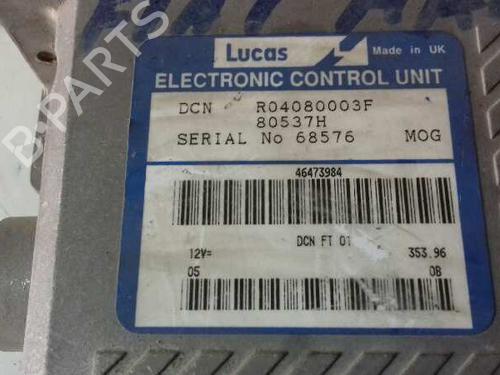 Lucas
Made in UK
ELECTRONIC CONTROL UNIT
DCN R04080003F
80537H
SERIAL No 68576 MOG
46473984
DCN FT 01
12V= 353.96
05 0B
B-PARTS
B-PARTS